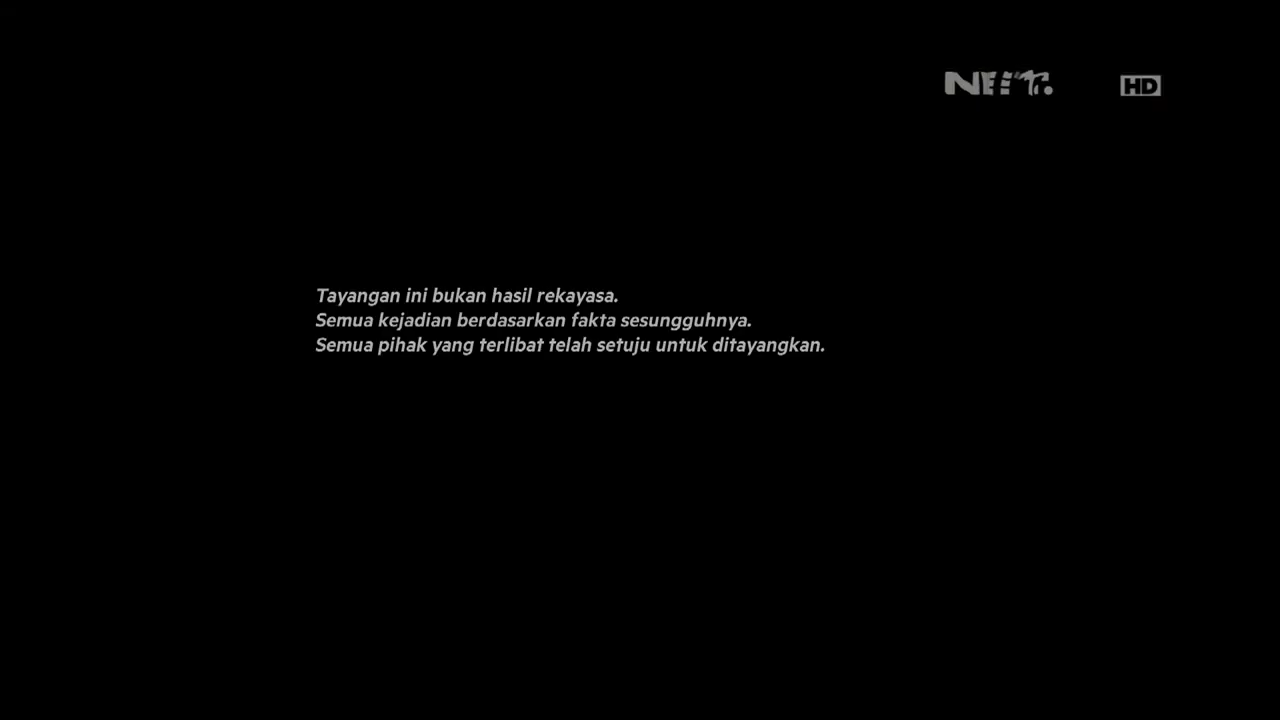 HD
Tayangan ini bukan hasil rekayasa.
Semua kejadian berdasarkan fakta sesungguhnya.
Semua pihak yang terlibat telah setuju untuk ditayangkan.